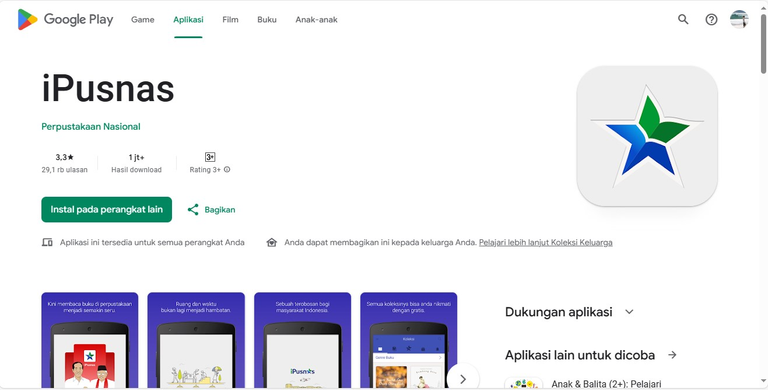 Google Play Game Aplikasi Film Buku Anak-anak
iPusnas
Perpustakaan Nasional
3,3★ 1 jt+ 3+
29,1 rb ulasan Hasil download Rating 3+
Instal pada perangkat lain Bagikan
Aplikasi ini tersedia untuk semua perangkat Anda Anda dapat membagikan ini kepada keluarga Anda. Pelajari lebih lanjut Koleksi Keluarga
Kini membaca buku di perpustakaan
menjadi semakin seru
Ruang dan waktu
bukan lagi menjadi hambatan.
Sebuah terobosan bagi
masyarakat Indonesia.
Semua koleksinya bisa anda nikmati
dengan gratis.
iPusnas
iPusnas
Dukungan aplikasi
Aplikasi lain untuk dicoba
Anak & Balita (2+): Pelajari